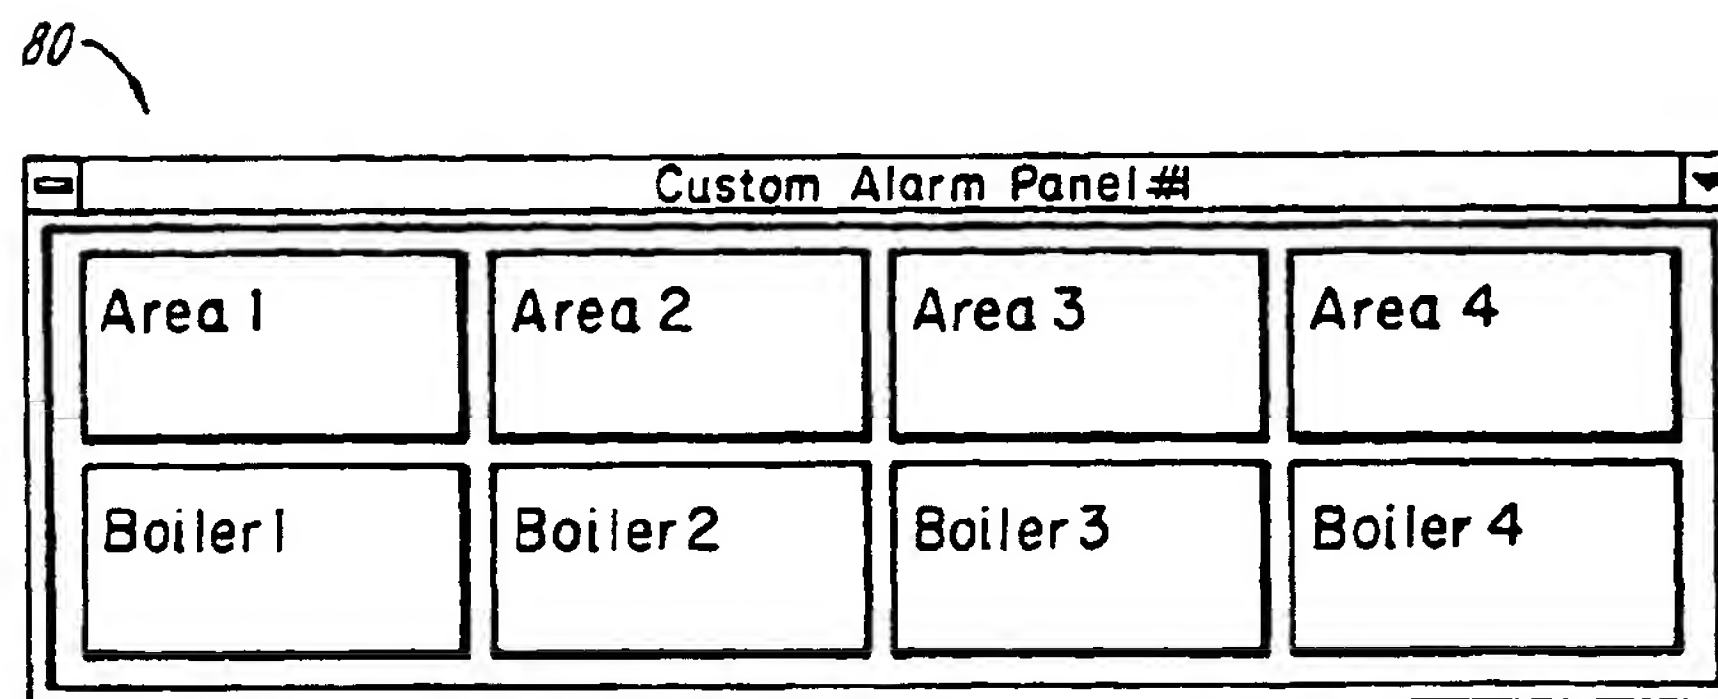 80
Custom Alarm Panel #1
Area 1 Area 2 Area 3 Area 4
Boiler 1 Boiler 2 Boiler 3 Boiler 4